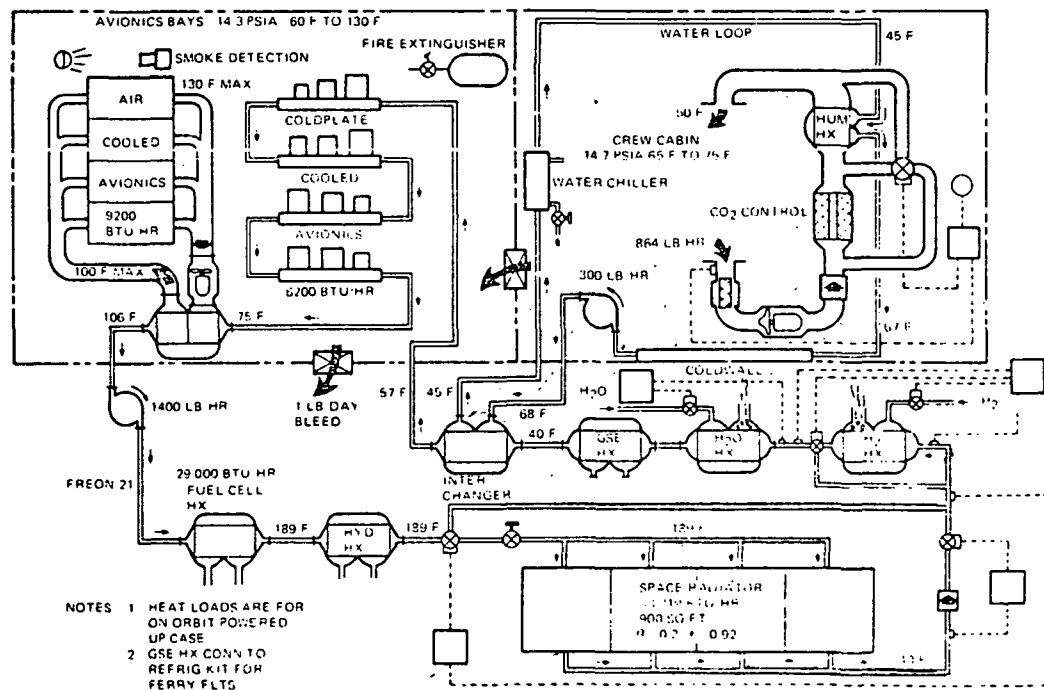 AVIONICS BAYS 14.3 PSIA 60 F TO 130 F
SMOKE DETECTION
130 F MAX
AIR
COOLED
AVIONICS
9200
BTU HR
100 F MAX
FIRE EXTINGUISHER
COLDPLATE
COOLED
AVIONICS
6200 BTU/HR
106 F
75 F
1 LB DAY
BLEED
1400 LB HR
FREON 21
WATER LOOP
45 F
HUM
HX
CREW CABIN
14.7 PSIA 65 F TO 75 F
WATER CHILLER
CO2 CONTROL
864 LB HR
300 LB HR
67 F
COLDWALL
57 F
45 F
68 F
40 F
INTER
CHANGER
GSE
HX
H2O
H2O
HX
H2
HX
29,000 BTU HR
FUEL CELL
HX
189 F
HYD
HX
189 F
189 F
SPACE RADIATOR
900 SQ FT
0.92
NOTES 1 HEAT LOADS ARE FOR
ON ORBIT POWERED
UP CASE
2 GSE HX CONN TO
REFRIG KIT FOR
FERRY FLTS